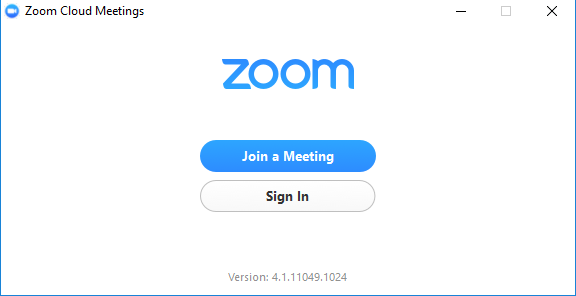 Zoom Cloud Meetings
zoom
Join a Meeting
Sign In
Version: 4.1.11049.1024